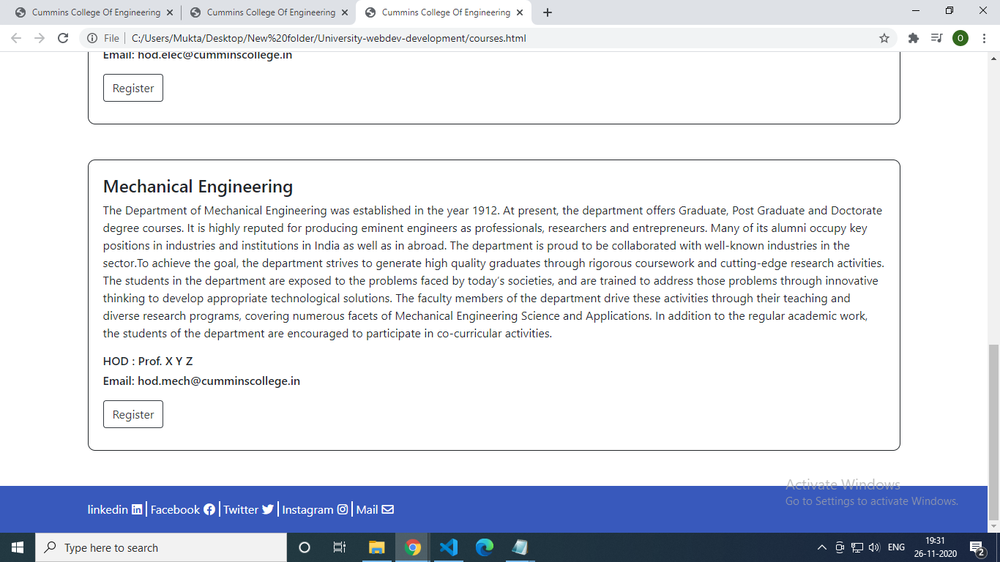 Cummins College Of Engineering
Cummins College Of Engineering
Cummins College Of Engineering
File
C:/Users/Mukta/Desktop/New%20folder/University-webdev-development/courses.html
O
Email: hod.elec@cumminscollege.in
Register
Mechanical Engineering
The Department of Mechanical Engineering was established in the year 1912. At present, the department offers Graduate, Post Graduate and Doctorate
degree courses. It is highly reputed for producing eminent engineers as professionals, researchers and entrepreneurs. Many of its alumni occupy key
positions in industries and institutions in India as well as in abroad. The department is proud to be collaborated with well-known industries in the
sector.To achieve the goal, the department strives to generate high quality graduates through rigorous coursework and cutting-edge research activities.
The students in the department are exposed to the problems faced by today's societies, and are trained to address those problems through innovative
thinking to develop appropriate technological solutions. The faculty members of the department drive these activities through their teaching and
diverse research programs, covering numerous facets of Mechanical Engineering Science and Applications. In addition to the regular academic work,
the students of the department are encouraged to participate in co-curricular activities.
HOD : Prof. X Y Z
Email: hod.mech@cumminscollege.in
Register
Activate Windows
Go to Settings to activate Windows.
linkedin | Facebook | Twitter | Instagram | Mail
Type here to search
ENG
19:31
26-11-2020
2